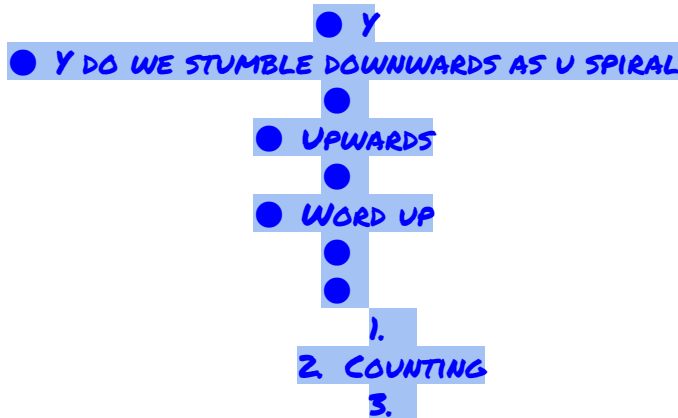 ● Y
● Y do we stumble downwards as u spiral
●
● Upwards
●
● Word up
●
●
1.
2. Counting
3.